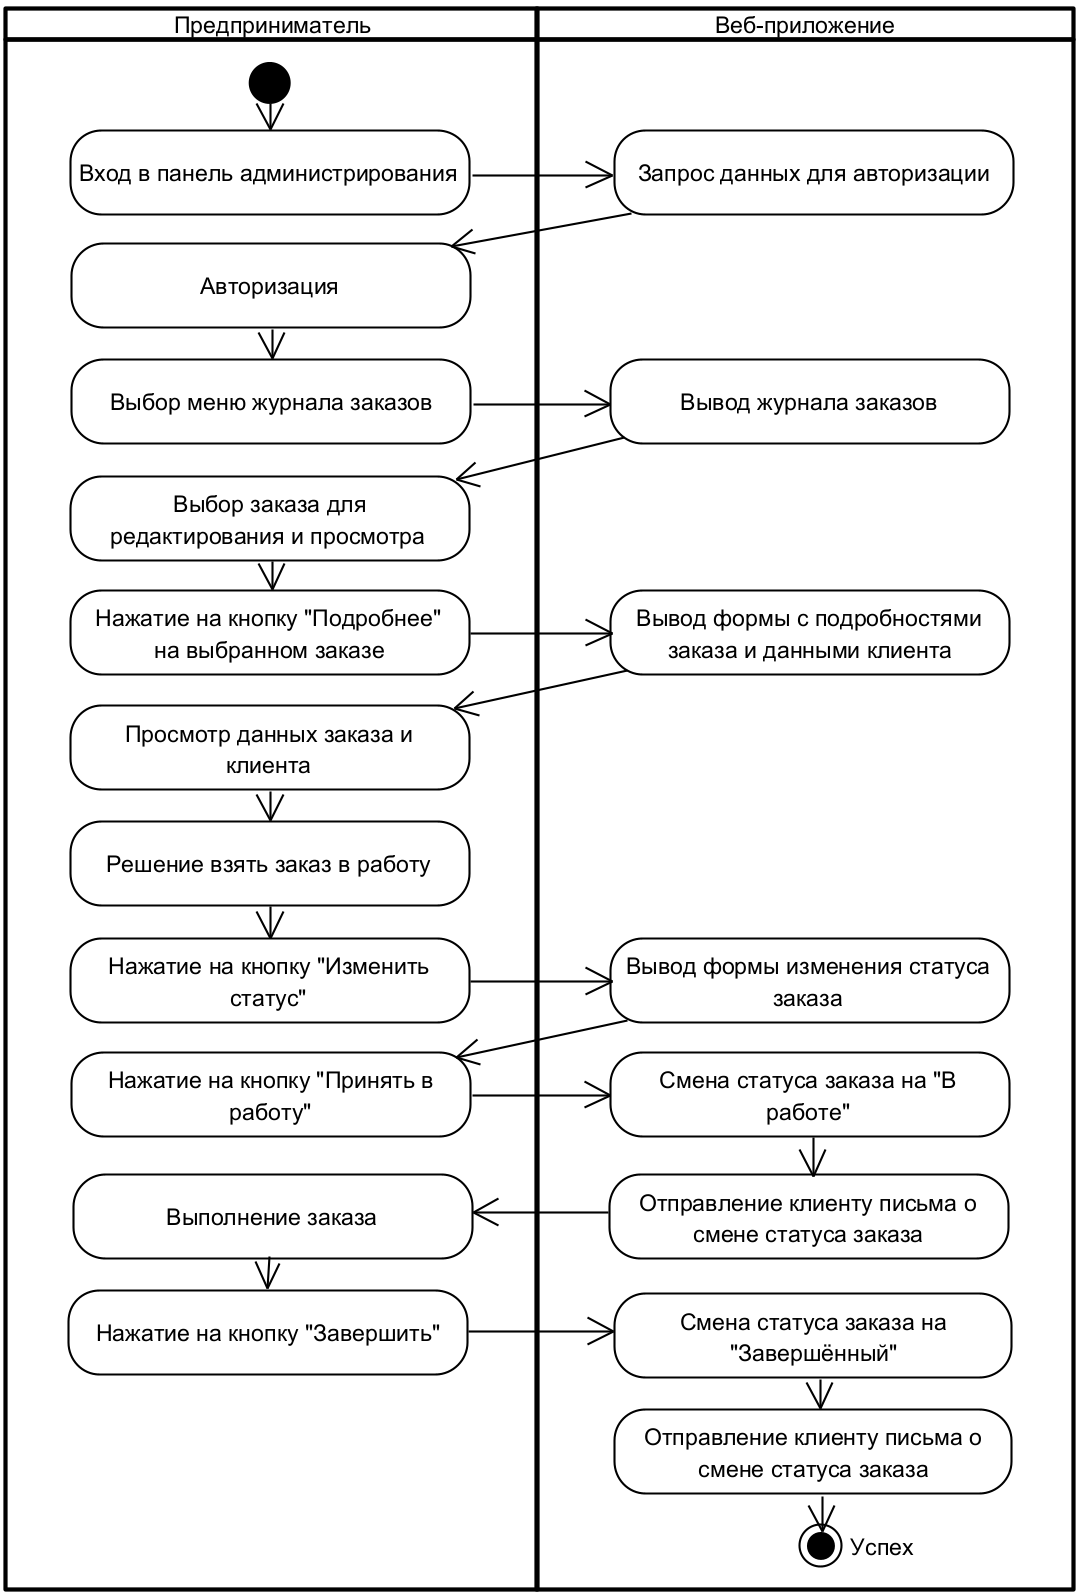 Предприниматель
Веб-приложение
Вход в панель администрирования
Запрос данных для авторизации
Авторизация
Выбор меню журнала заказов
Вывод журнала заказов
Выбор заказа для
редактирования и просмотра
Нажатие на кнопку "Подробнее"
на выбранном заказе
Вывод формы с подробностями
заказа и данными клиента
Просмотр данных заказа и
клиента
Решение взять заказ в работу
Нажатие на кнопку "Изменить
статус"
Вывод формы изменения статуса
заказа
Нажатие на кнопку "Принять в
работу"
Смена статуса заказа на "В
работе"
Отправление клиенту письма о
смене статуса заказа
Выполнение заказа
Нажатие на кнопку "Завершить"
Смена статуса заказа на
"Завершённый"
Отправление клиенту письма о
смене статуса заказа
Успех